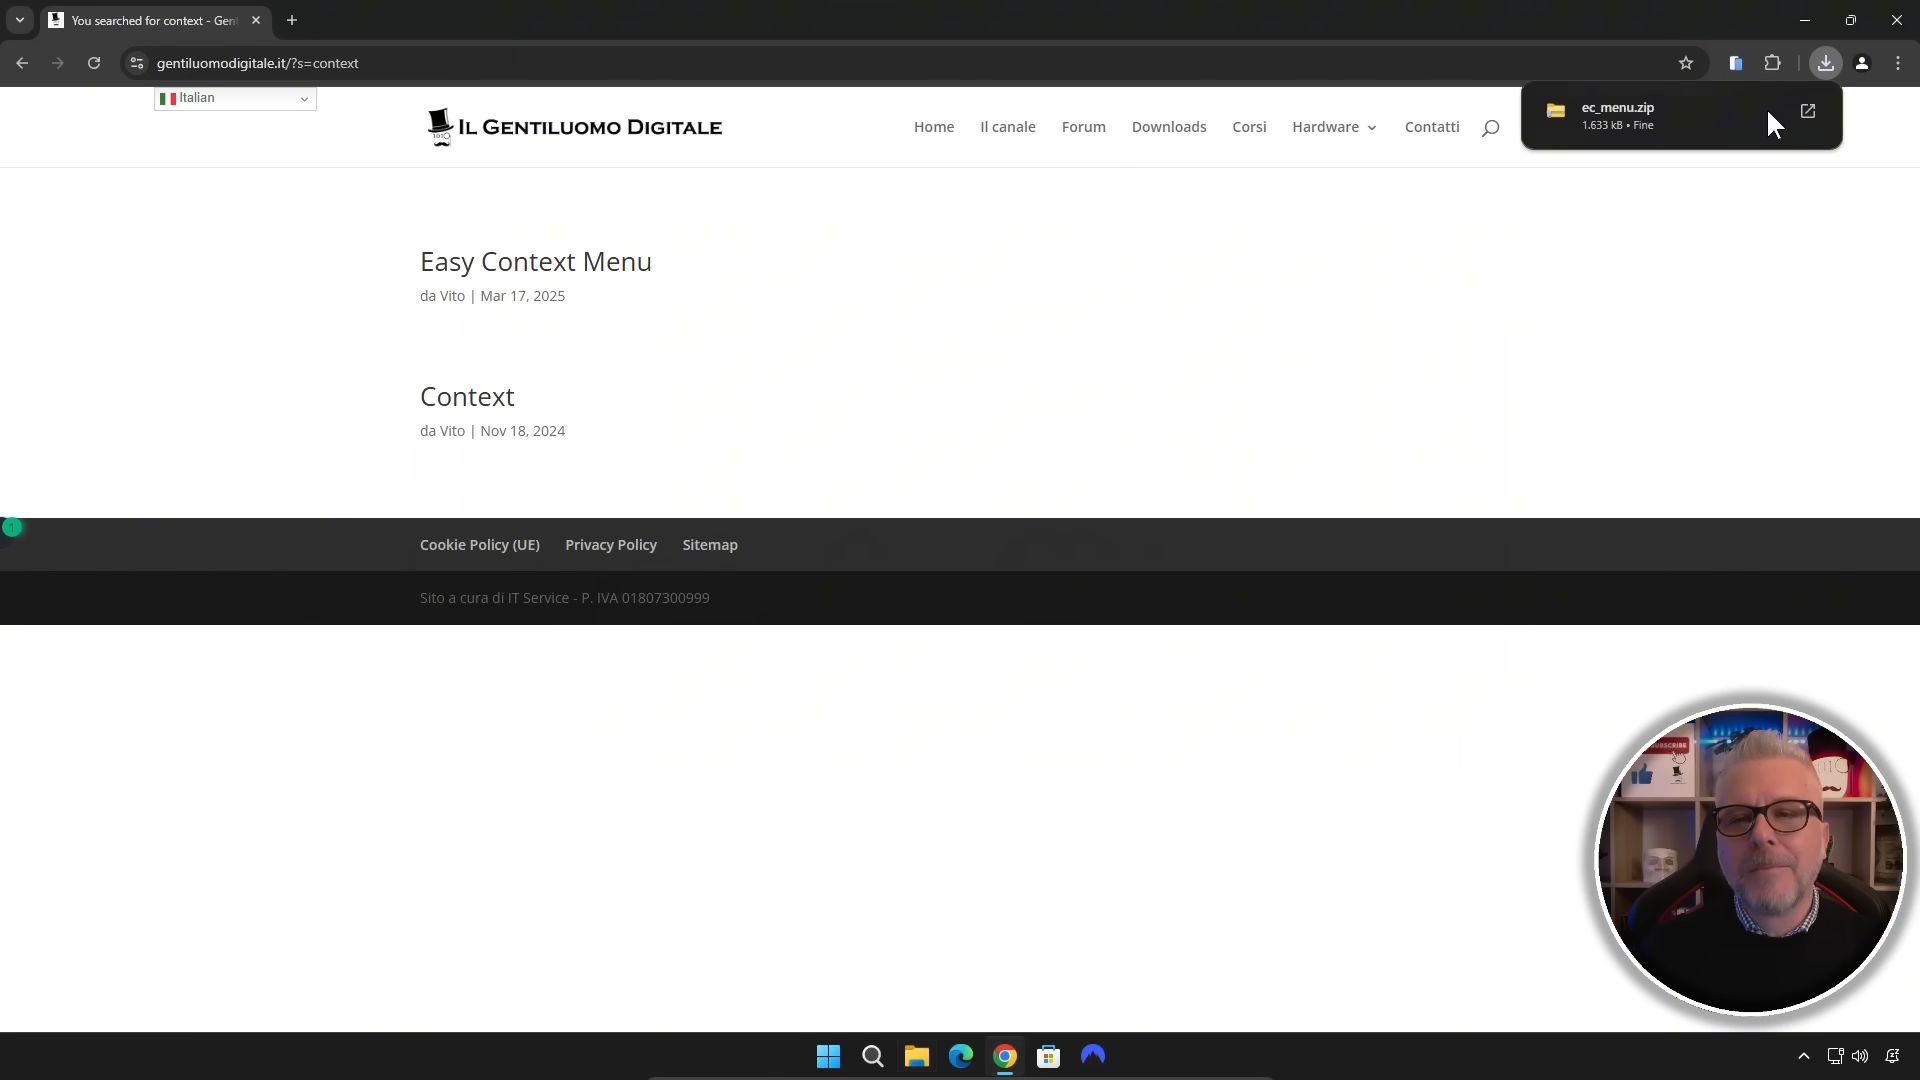 You searched for context - Gent
gentiluomodigitale.it/?s=context
ec_menu.zip
1.633 kB • Fine
Italian
IL GENTILUOMO DIGITALE
Home
Il canale
Forum
Downloads
Corsi
Hardware
Contatti
Easy Context Menu
da Vito | Mar 17, 2025
Context
da Vito | Nov 18, 2024
1
Cookie Policy (UE)
Privacy Policy
Sitemap
Sito a cura di IT Service - P. IVA 01807300999
SUBSCRIBE